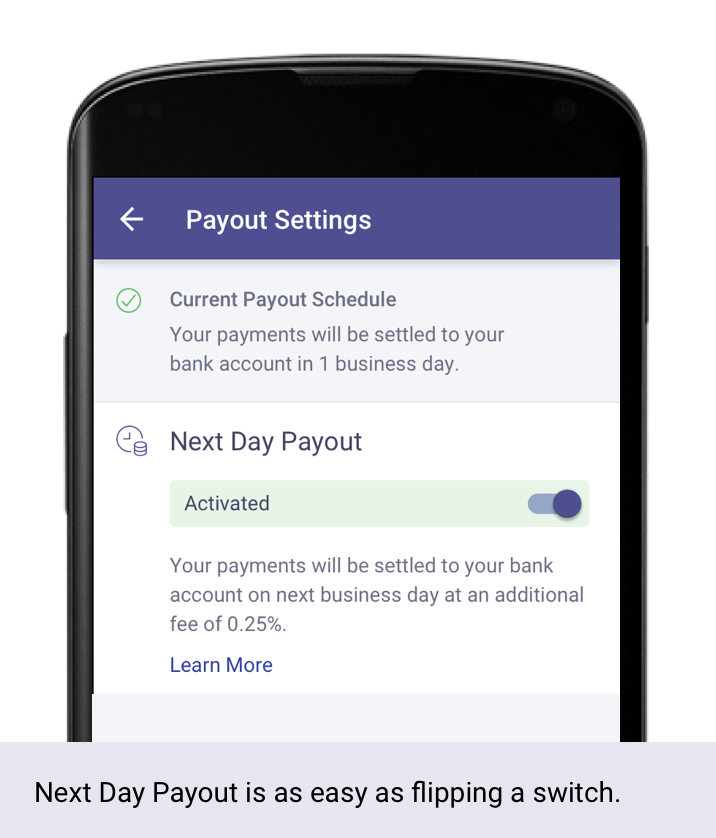 Payout Settings
Current Payout Schedule
Your payments will be settled to your
bank account in 1 business day.
Next Day Payout
Activated
Your payments will be settled to your bank
account on next business day at an additional
fee of 0.25%.
Learn More
Next Day Payout is as easy as flipping a switch.